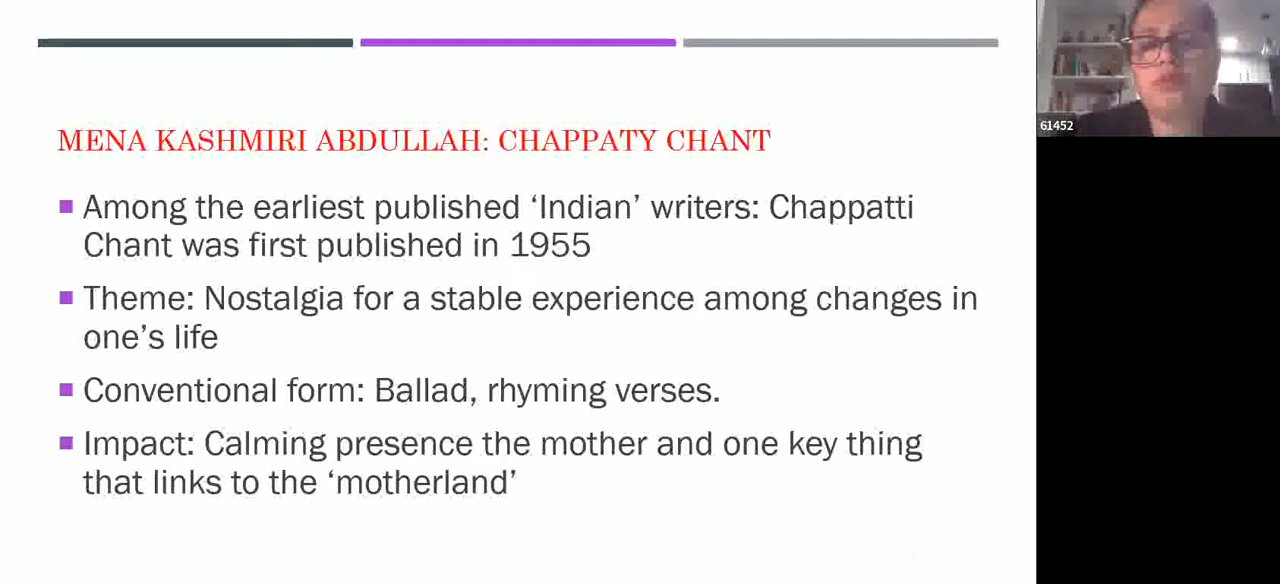 MENA KASHMIRI ABDULLAH: CHAPPATY CHANT
Among the earliest published ‘Indian’ writers: Chappatti
Chant was first published in 1955
Theme: Nostalgia for a stable experience among changes in
one’s life
Conventional form: Ballad, rhyming verses.
Impact: Calming presence the mother and one key thing
that links to the ‘motherland’
61452